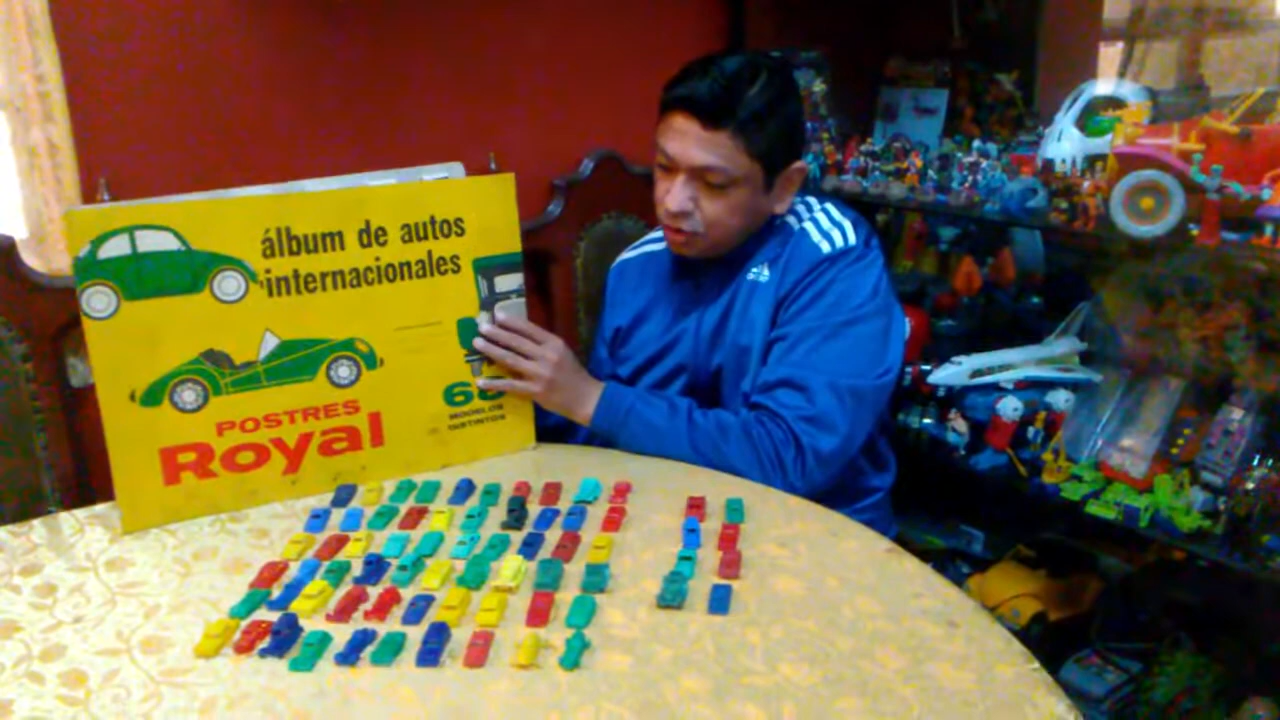 álbum de autos
internacionales
POSTRES
Royal
MODELOS
DISTINTOS
adidas